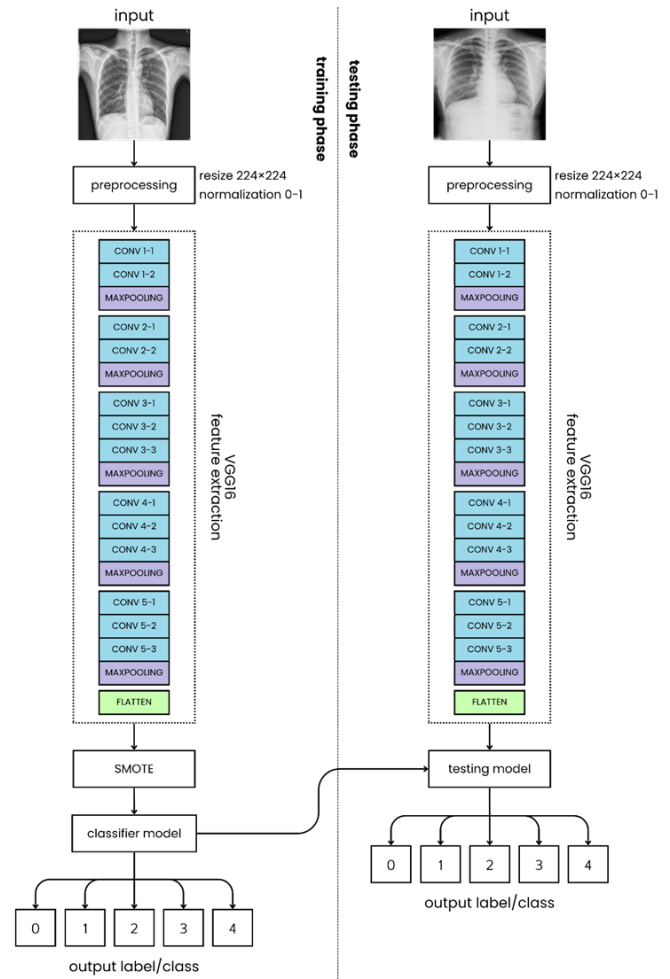 input
preprocessing
resize 224×224
normalization 0-1
CONV 1-1
CONV 1-2
MAXPOOLING
CONV 2-1
CONV 2-2
MAXPOOLING
CONV 3-1
CONV 3-2
CONV 3-3
MAXPOOLING
CONV 4-1
CONV 4-2
CONV 4-3
MAXPOOLING
CONV 5-1
CONV 5-2
CONV 5-3
MAXPOOLING
FLATTEN
VGG16
feature extraction
SMOTE
classifier model
0 1 2 3 4
output label/class
training phase
testing phase
input
preprocessing
resize 224×224
normalization 0-1
CONV 1-1
CONV 1-2
MAXPOOLING
CONV 2-1
CONV 2-2
MAXPOOLING
CONV 3-1
CONV 3-2
CONV 3-3
MAXPOOLING
CONV 4-1
CONV 4-2
CONV 4-3
MAXPOOLING
CONV 5-1
CONV 5-2
CONV 5-3
MAXPOOLING
FLATTEN
VGG16
feature extraction
testing model
0 1 2 3 4
output label/class